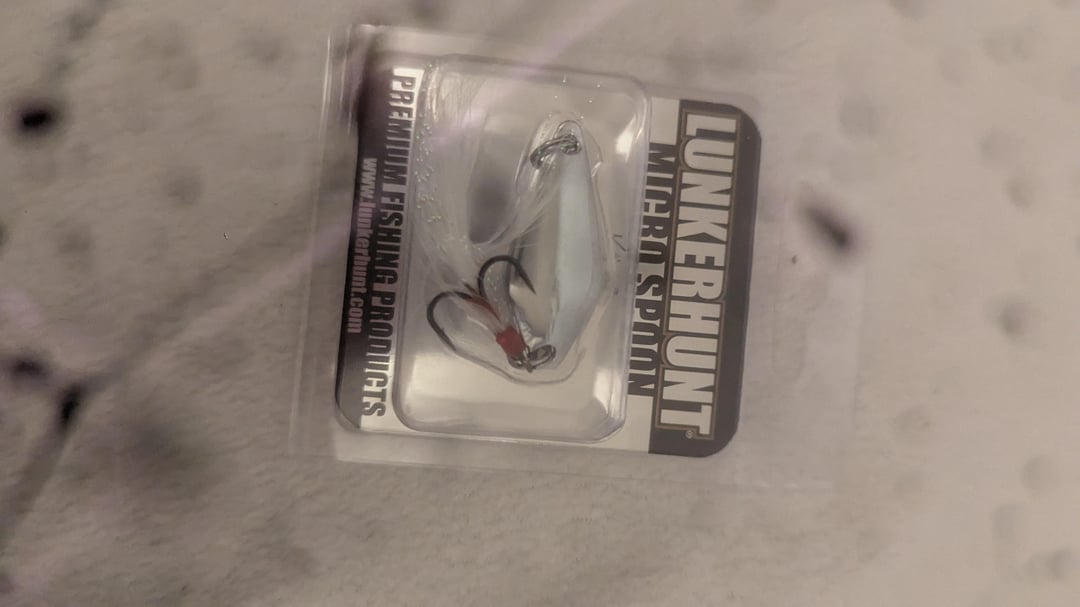 LUNKERHUNT®
MICRO SPOON
PREMIUM FISHING PRODUCTS
www.lunkerhunt.com